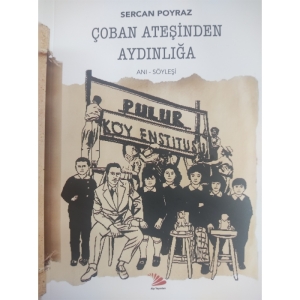 SERCAN POYRAZ
ÇOBAN ATEŞİNDEN
AYDINLIĞA
ANI - SÖYLEŞİ
PULUR
KÖY ENSTİTÜSÜ